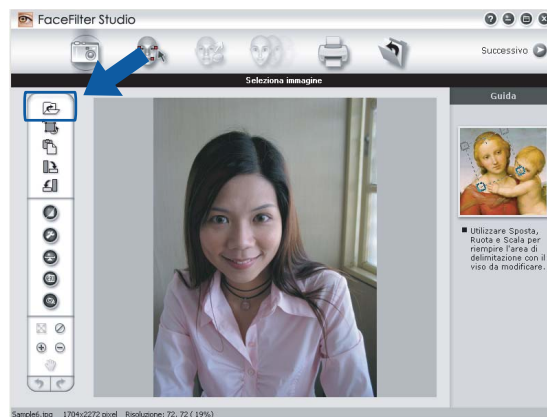 FaceFilter Studio
Successivo
Seleziona immagine
Guida
Utilizzare Sposta,
Ruota e Scala per
riempire l'area di
delimitazione con il
viso da modificare.
Sample6.jpg 1704x2272 pixel Risoluzione: 72, 72 ( 19%)